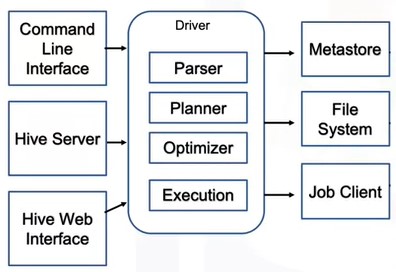 Command
Line
Interface
Hive Server
Hive Web
Interface
Driver
Parser
Planner
Optimizer
Execution
Metastore
File
System
Job Client